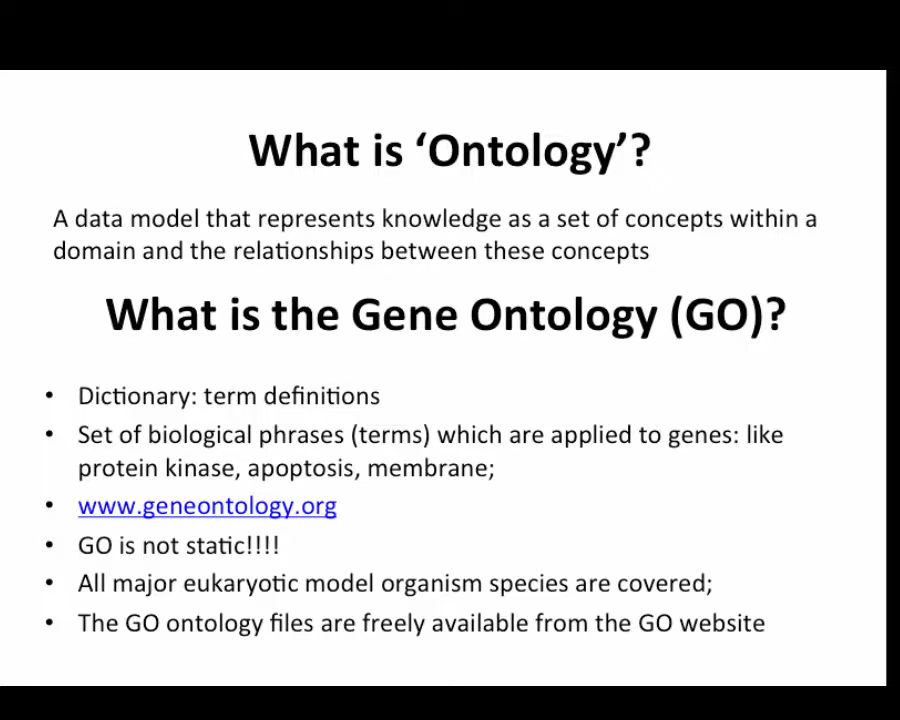 What is ‘Ontology’?
A data model that represents knowledge as a set of concepts within a
domain and the relationships between these concepts
What is the Gene Ontology (GO)?
• Dictionary: term definitions
• Set of biological phrases (terms) which are applied to genes: like
protein kinase, apoptosis, membrane;
• www.geneontology.org
• GO is not static!!!!
• All major eukaryotic model organism species are covered;
• The GO ontology files are freely available from the GO website